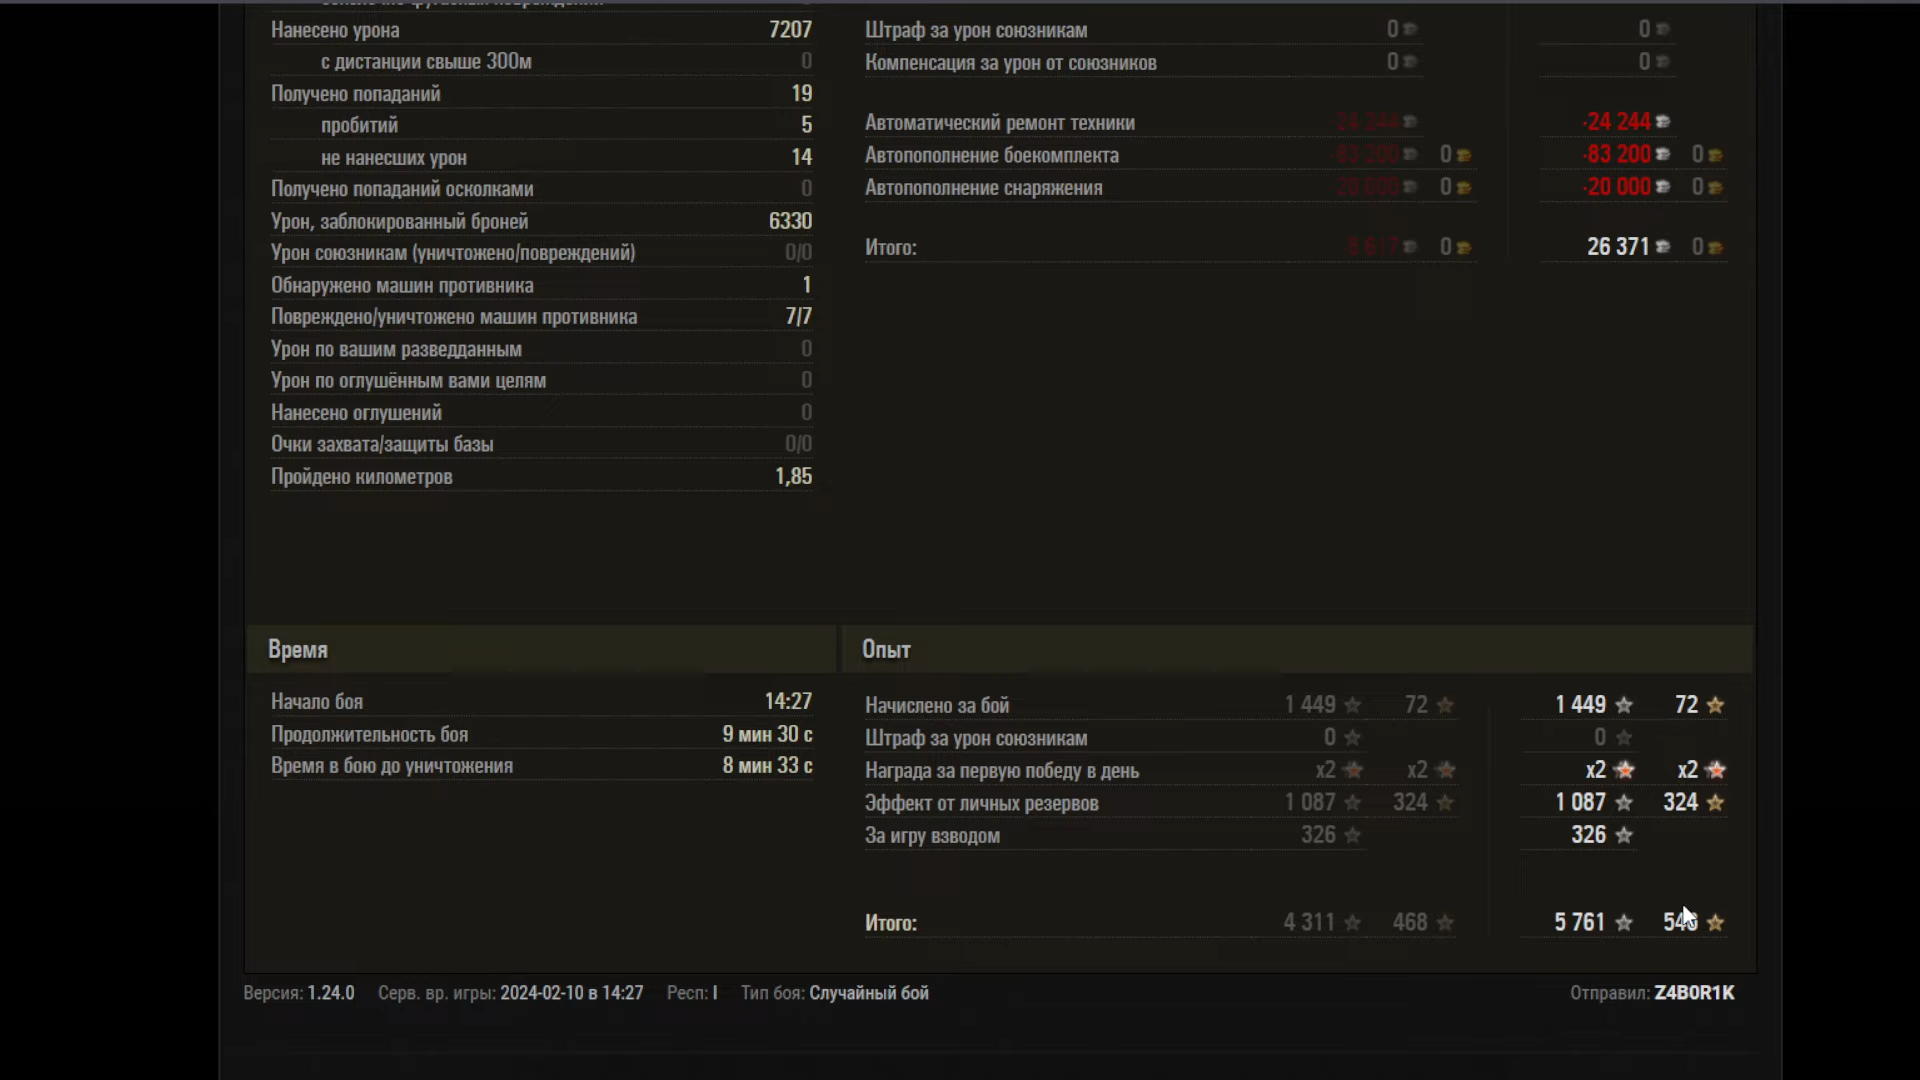 Нанесено урона 7207
с дистанции свыше 300м 0
Получено попаданий 19
пробитий 5
не нанесших урон 14
Получено попаданий осколками 0
Урон, заблокированный броней 6330
Урон союзникам (уничтожено/повреждений) 0/0
Обнаружено машин противника 1
Повреждено/уничтожено машин противника 7/7
Урон по вашим разведданным 0
Урон по оглушённым вами целям 0
Нанесено оглушений 0
Очки захвата/защиты базы 0/0
Пройдено километров 1,85
Штраф за урон союзникам 0 0
Компенсация за урон от союзников 0 0
Автоматический ремонт техники -24 244 -24 244
Автопополнение боекомплекта -83 200 0 -83 200 0
Автопополнение снаряжения -20 000 0 -20 000 0
Итого: 0 26 371 0
Время
Начало боя 14:27
Продолжительность боя 9 мин 30 с
Время в бою до уничтожения 8 мин 33 с
Опыт
Начислено за бой 1 449 72 1 449 72
Штраф за урон союзникам 0 0
Награда за первую победу в день x2 x2 x2 x2
Эффект от личных резервов 1 087 324 1 087 324
За игру взводом 326 326
Итого: 4 311 468 5 761
Версия: 1.24.0 Серв. вр. игры: 2024-02-10 в 14:27 Респ: I Тип боя: Случайный бой Отправил: Z4B0R1K